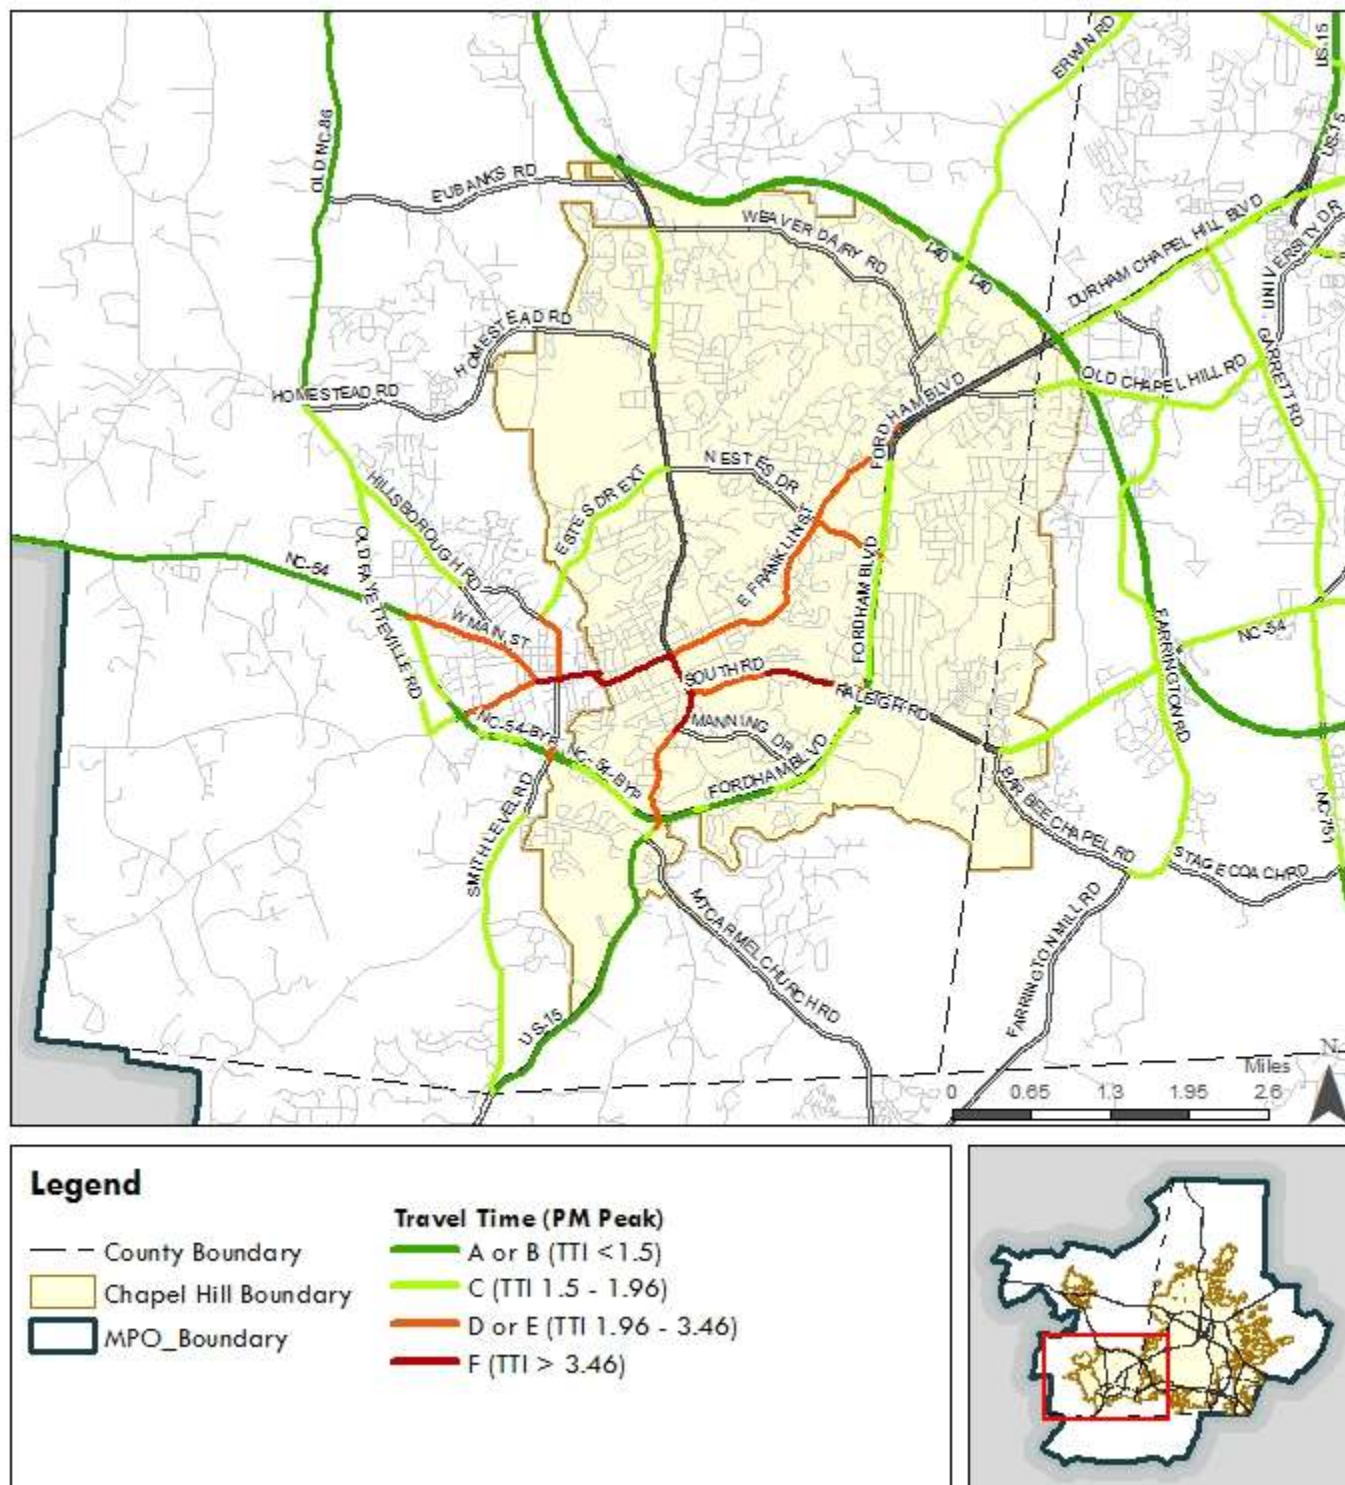 ERWIN RD
US-15
OLD NC-86
US-15
EUBANKS RD
WEAVER DAIRY RD
DURHAM CHAPEL HILL BLVD
UNIVERSITY DR
I-40
I-40
HOMESTEAD RD
GARRETT RD
HOMESTEAD RD
OLD CHAPEL HILL RD
FORDHAM BLVD
N ESTES DR
HILLSBOROUGH RD
ESTES DR EXT
OLD FAYETTEVILLE RD
E FRANKLIN ST
FORDHAM BLVD
NC-54
W MAIN ST
NC-54
FARRINGTON RD
SOUTH RD
RALEIGH RD
NC-54-BYP
MANNING DR
NC-54-BYP
FORDHAM BLVD
SMITH LEVEL RD
BARBEE CHAPEL RD
NC-751
STAGECOACH RD
MT CARMEL CHURCH RD
FARRINGTON MILL RD
US-15
N
Miles
0 0.65 1.3 1.95 2.6
Legend
County Boundary
Chapel Hill Boundary
MPO_Boundary
Travel Time (PM Peak)
A or B (TTI <1.5)
C (TTI 1.5 - 1.96)
D or E (TTI 1.96 - 3.46)
F (TTI > 3.46)